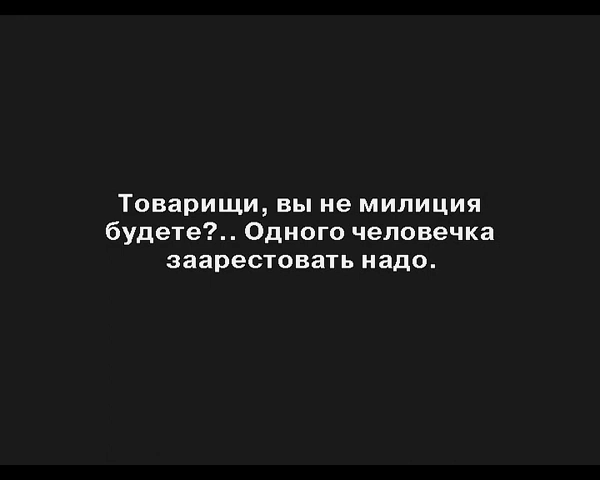 Товарищи, вы не милиция
будете?.. Одного человечка
заарестовать надо.